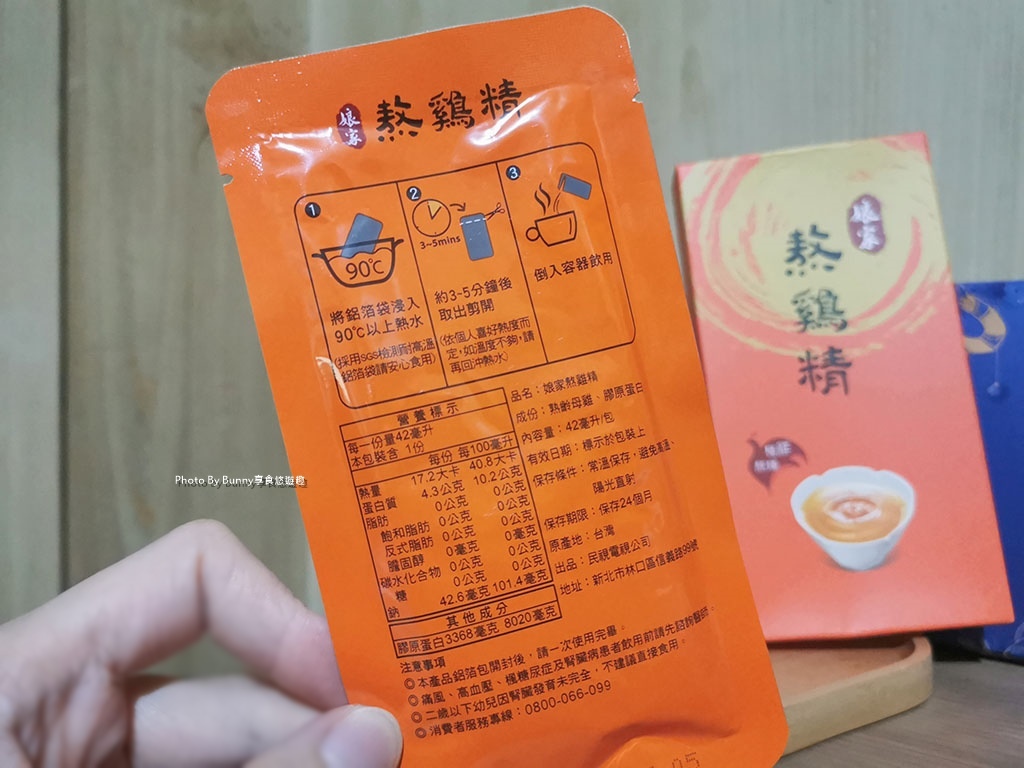 娘家
熬鷄精
1
2
3
90℃
3~5mins
將鋁箔袋浸入
90℃以上熱水
(採用SGS檢測耐高溫
鋁箔袋請安心食用)
約3-5分鐘後
取出剪開
(依個人喜好熱度而
定,如溫度不夠,請
再回沖熱水)
倒入容器飲用
營養標示
每一份量42毫升
本包裝含 1份
每份 每100毫升
熱量 17.2大卡 40.8大卡
蛋白質 4.3公克 10.2公克
脂肪 0公克 0公克
飽和脂肪 0公克 0公克
反式脂肪 0公克 0公克
膽固醇 0毫克 0毫克
碳水化合物 0公克 0公克
糖 0公克 0公克
鈉 42.6毫克 101.4毫克
其他成分
膠原蛋白 3368毫克 8020毫克
品名:娘家熬雞精
成份:熟齡母雞、膠原蛋白
內容量:42毫升/包
有效日期:標示於包裝上
保存條件:常溫保存,避免高溫、
陽光直射
保存期限:保存24個月
原產地:台灣
出品:民視電視公司
地址:新北市林口區信義路99號
注意事項
◎本產品鋁箔包開封後,請一次使用完畢。
◎痛風、高血壓、楓糖尿症及腎臟病患者飲用前請先諮詢醫師。
◎二歲以下幼兒因腎臟發育未完全,不建議直接食用。
◎消費者服務專線:0800-066-099
娘家
熬鷄精
Photo By Bunny享食悠遊趣